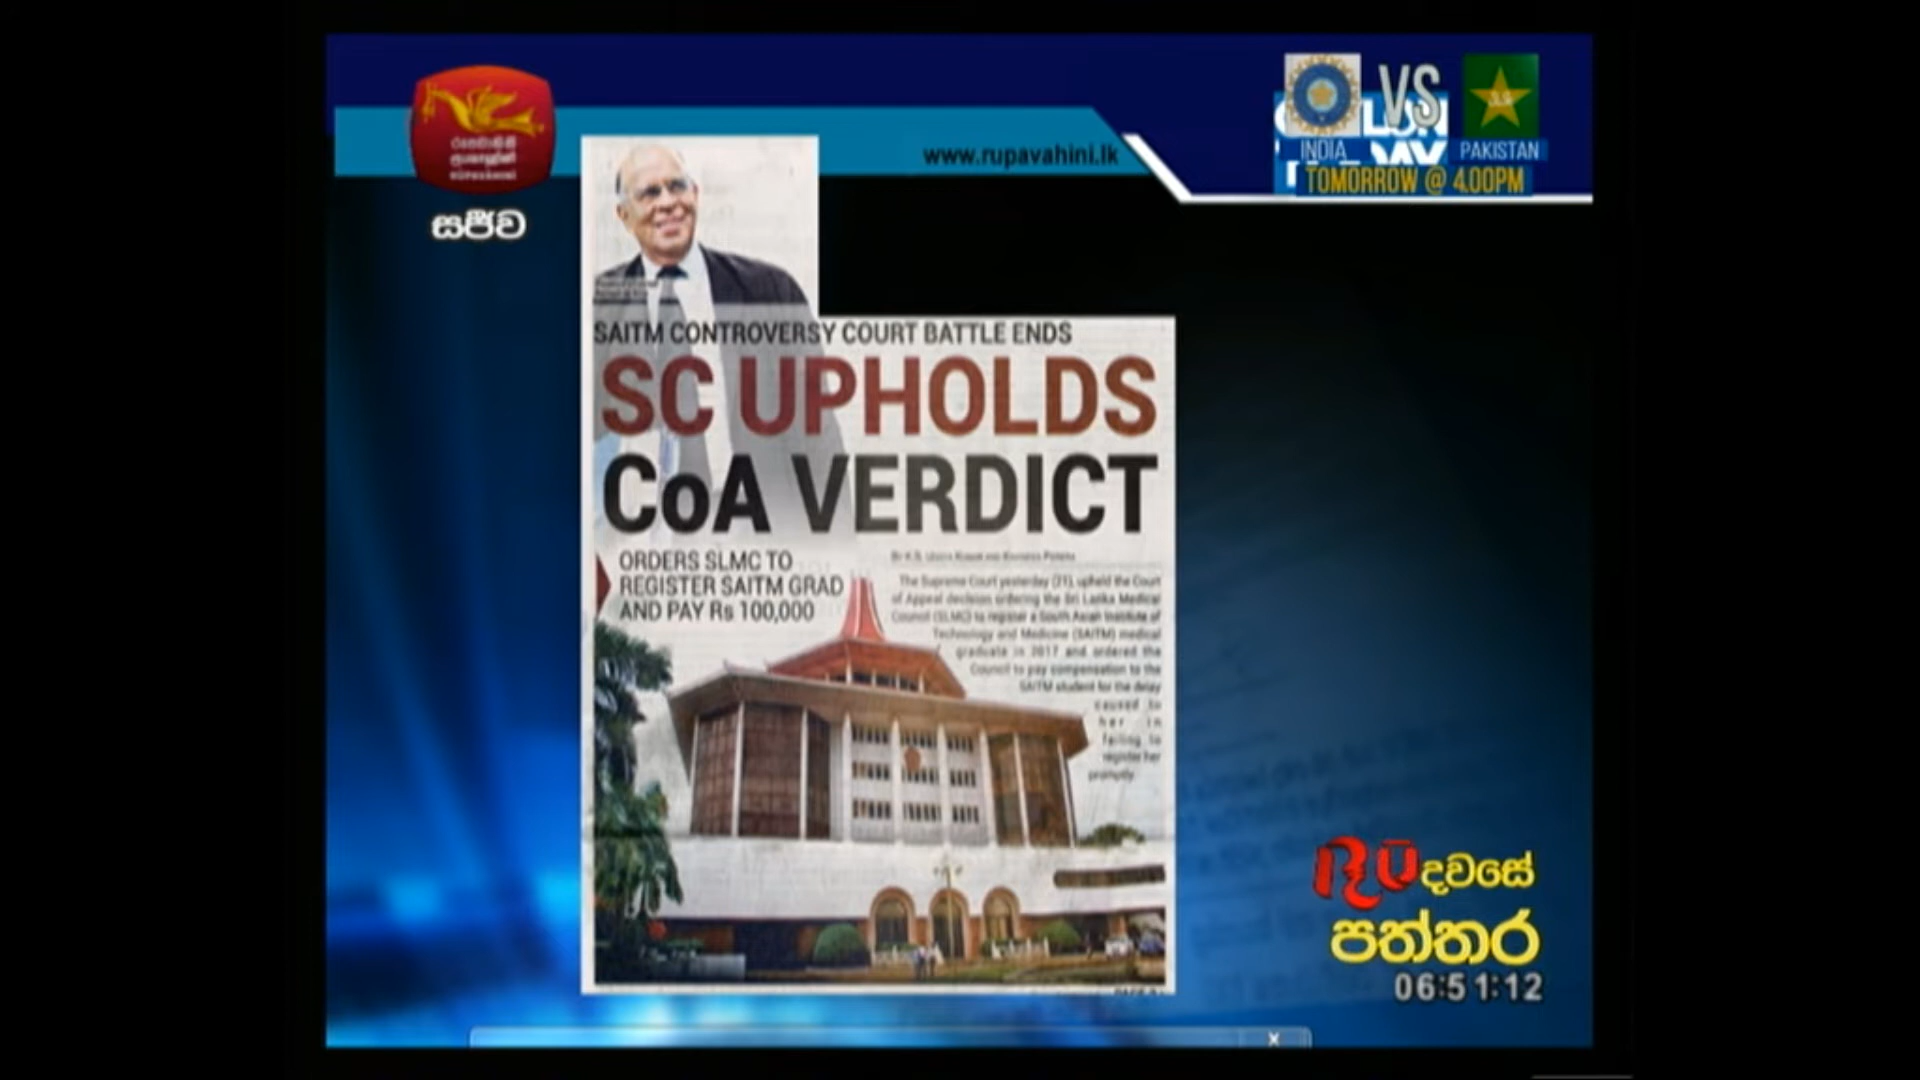 රූපවාහිනී
ரூபவாஹினி
RUPAVAHINI
සජීව
www.rupavahini.lk
VS
INDIA
PAKISTAN
TOMORROW @ 4.00PM
SAITM CONTROVERSY COURT BATTLE ENDS
SC UPHOLDS
CoA VERDICT
ORDERS SLMC TO
REGISTER SAITM GRAD
AND PAY Rs 100,000
The Supreme Court yesterday (21), upheld the Court
of Appeal decision ordering the Sri Lanka Medical
Council (SLMC) to register a South Asian Institute of
Technology and Medicine (SAITM) medical
graduate in 2017 and ordered the
Council to pay compensation to the
SAITM student for the delay
caused to
her in
failing to
register her
promptly.
Rū දවසේ
පත්තර
06:51:12